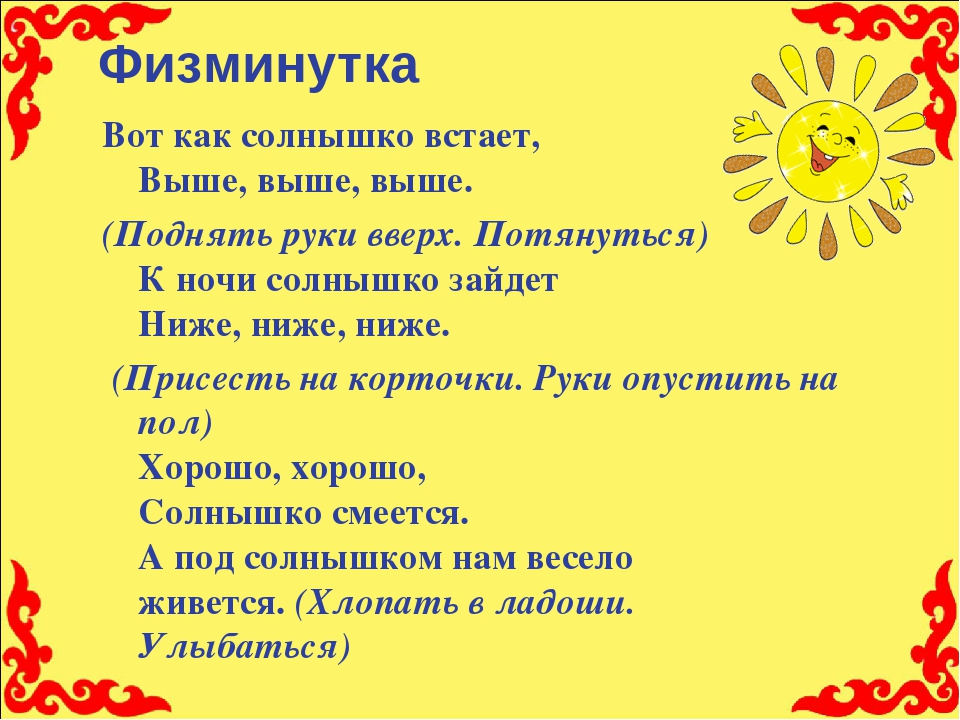 Физминутка
Вот как солнышко встает,
Выше, выше, выше.
(Поднять руки вверх. Потянуться)
К ночи солнышко зайдет
Ниже, ниже, ниже.
(Присесть на корточки. Руки опустить на
пол)
Хорошо, хорошо,
Солнышко смеется.
А под солнышком нам весело
живется. (Хлопать в ладоши.
Улыбаться)